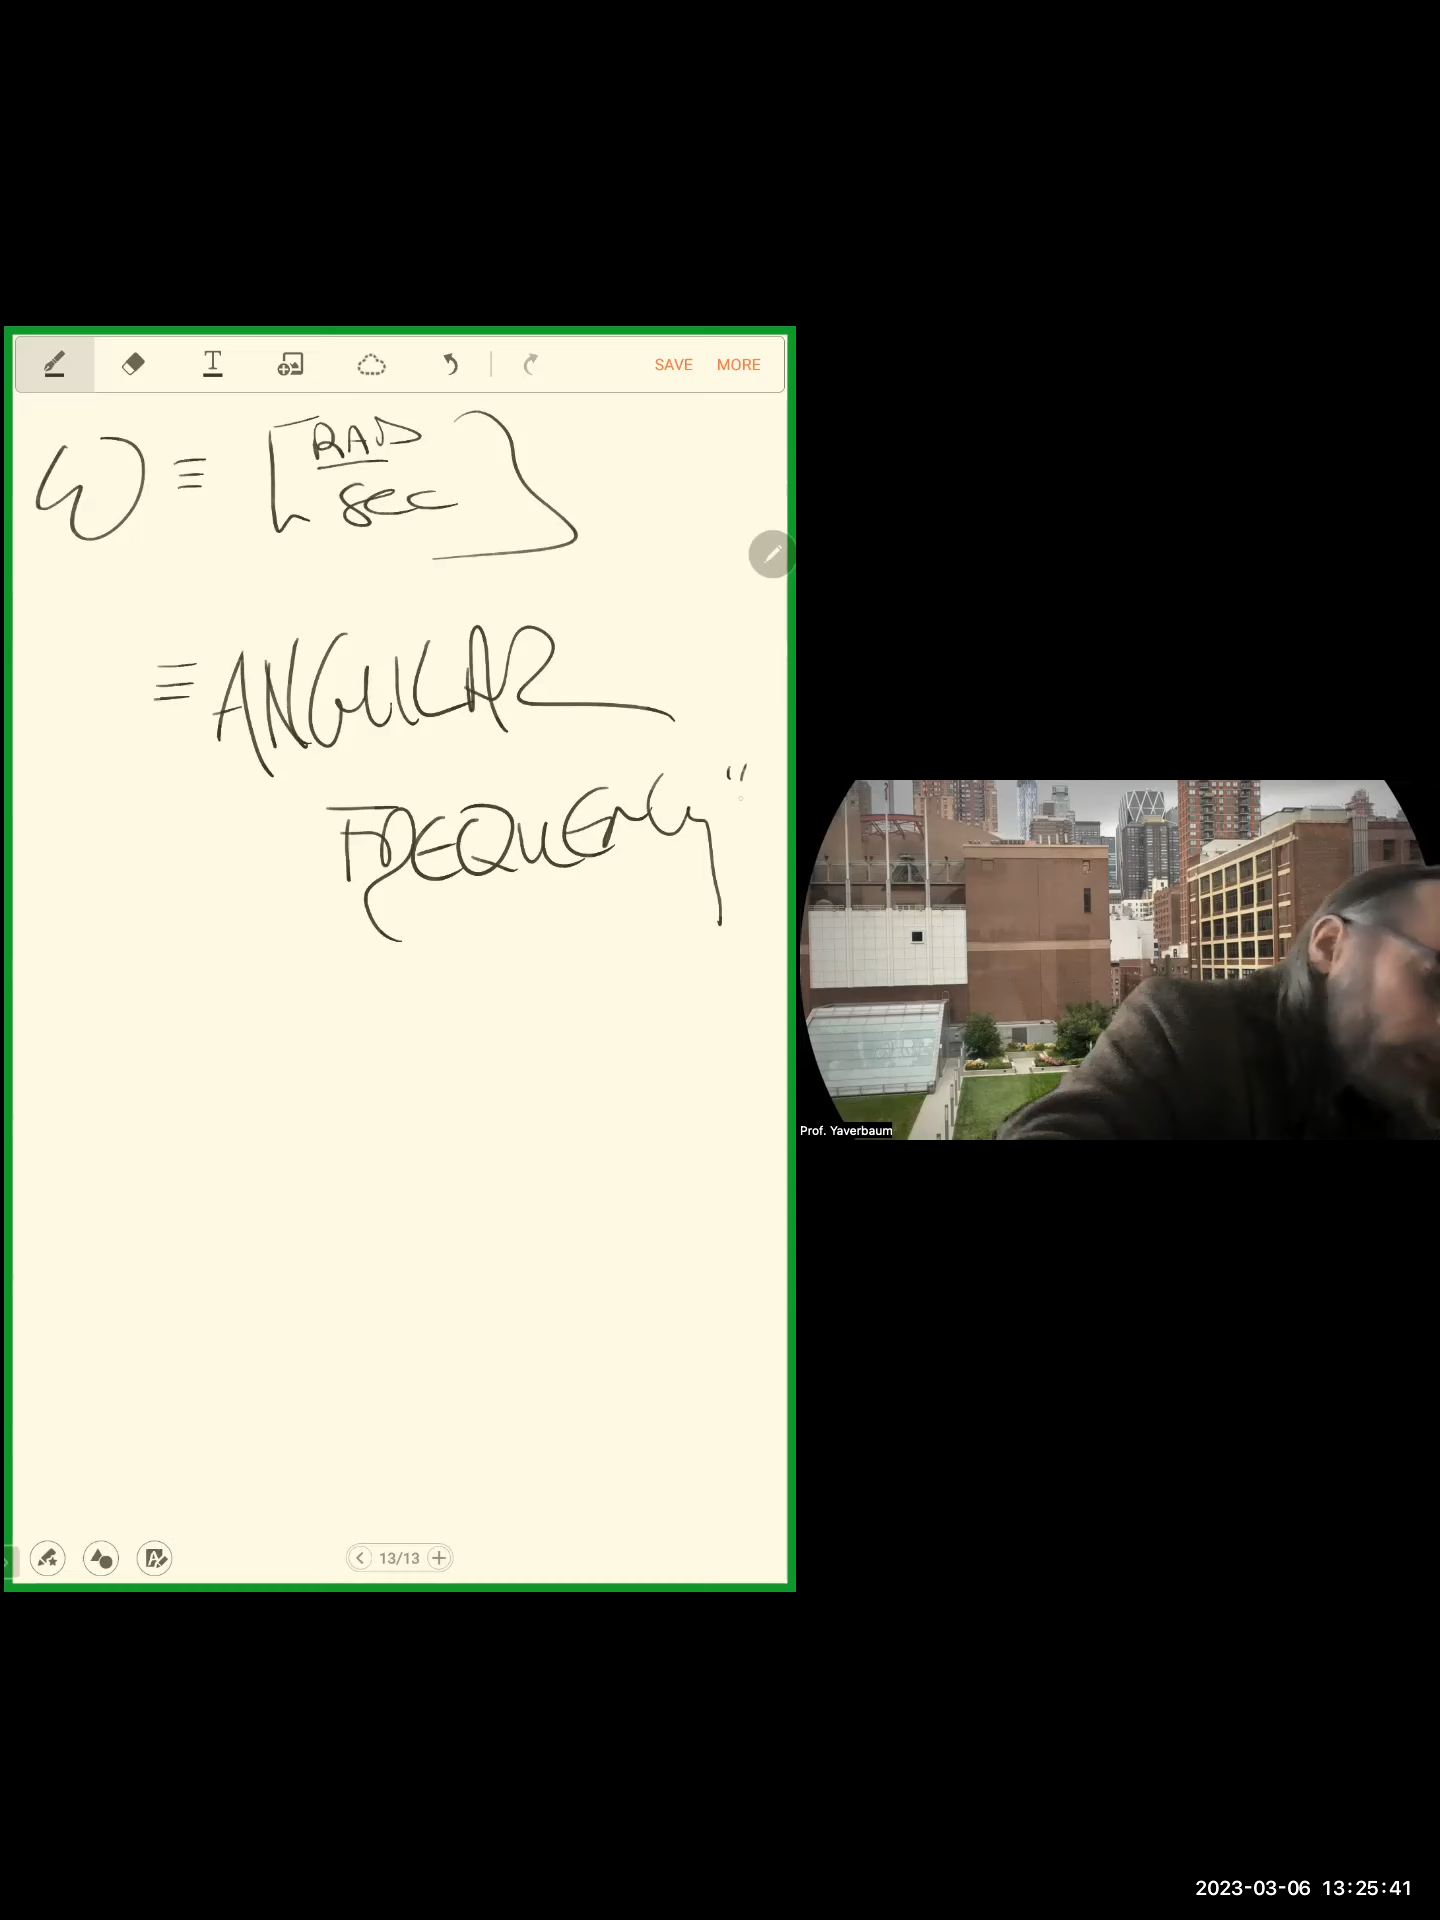 T SAVE MORE
ω ≡ [RAD
sec]
≡ ANGULAR
FREQUENCY"
Prof. Yaverbaum
A 13/13
2023-03-06 13:25:41